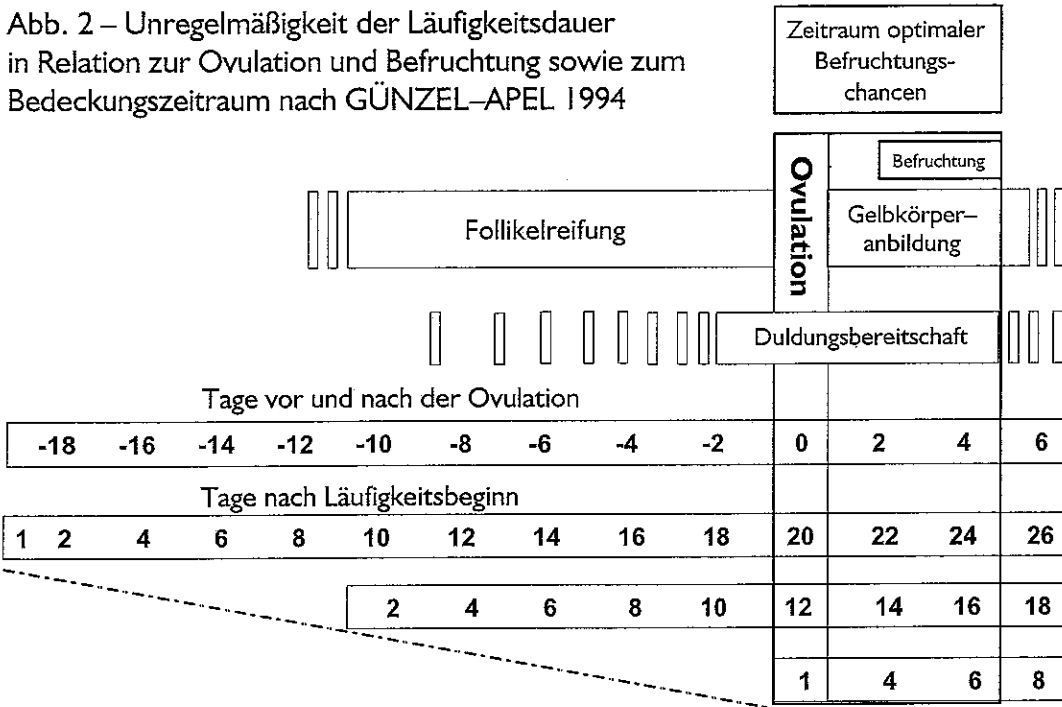 Abb. 2 – Unregelmäßigkeit der Läufigkeitsdauer
in Relation zur Ovulation und Befruchtung sowie zum
Bedeckungszeitraum nach GÜNZEL–APEL 1994
Zeitraum optimaler
Befruchtungs-
chancen
Befruchtung
Ovulation
Follikelreifung
Gelbkörper–
anbildung
Duldungsbereitschaft
Tage vor und nach der Ovulation
-18 -16 -14 -12 -10 -8 -6 -4 -2 0 2 4 6
Tage nach Läufigkeitsbeginn
1 2 4 6 8 10 12 14 16 18 20 22 24 26
2 4 6 8 10 12 14 16 18
1 4 6 8